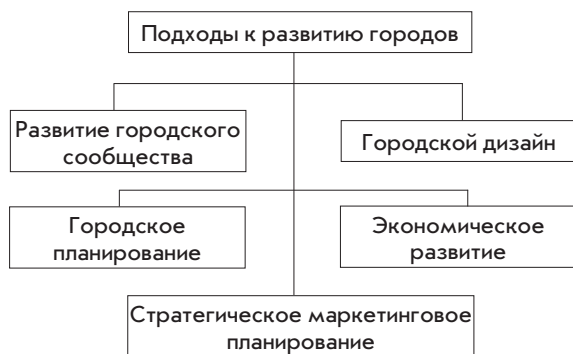 Подходы к развитию городов
Развитие городского
сообщества
Городской дизайн
Городское
планирование
Экономическое
развитие
Стратегическое маркетинговое
планирование